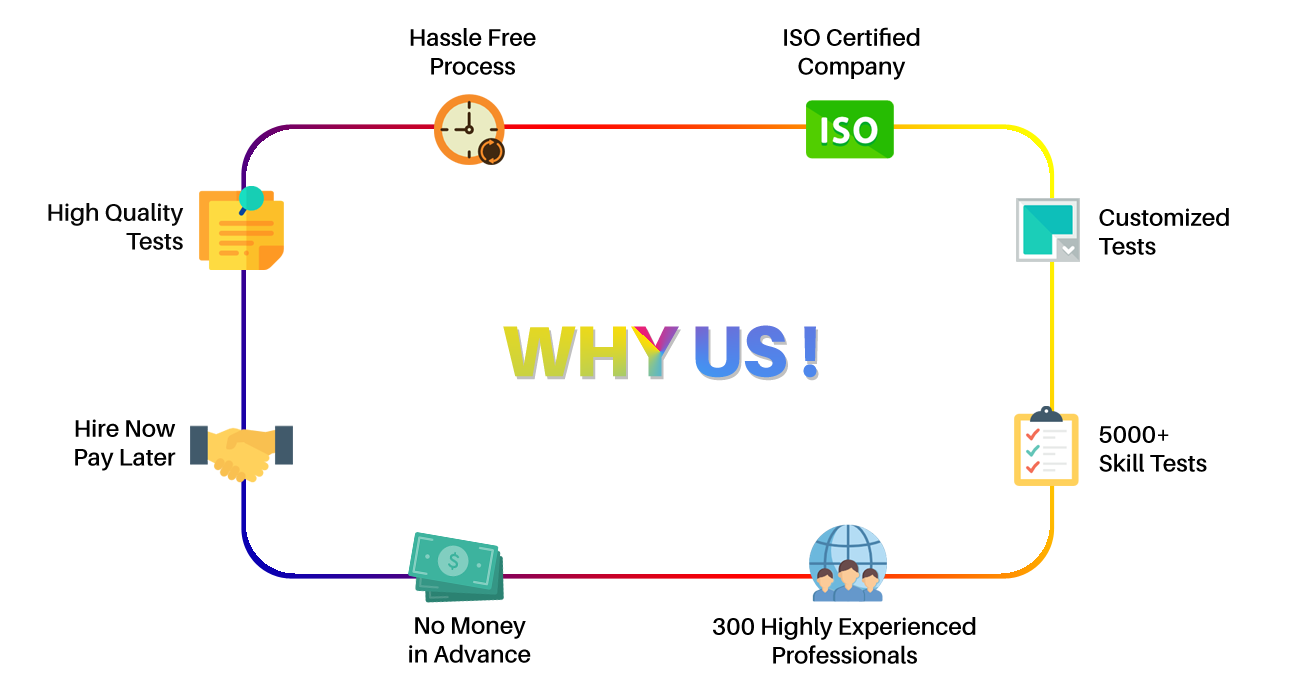 Hassle Free
Process
ISO Certified
Company
ISO
High Quality
Tests
Customized
Tests
WHY US !
Hire Now
Pay Later
5000+
Skill Tests
$
No Money
in Advance
300 Highly Experienced
Professionals